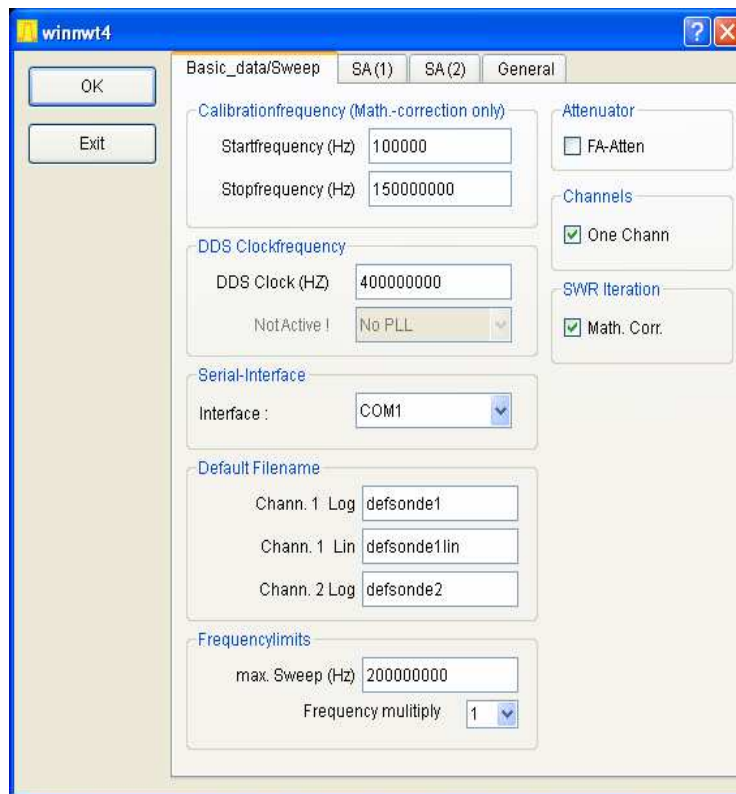 winnwt4
OK
Exit
Basic_data/Sweep
SA(1)
SA(2)
General
Calibrationfrequency (Math.-correction only)
Startfrequency (Hz) 100000
Stopfrequency (Hz) 150000000
DDS Clockfrequency
DDS Clock (HZ) 400000000
Not Active ! No PLL
Serial-Interface
Interface : COM1
Default Filename
Chann. 1 Log defsonde1
Chann. 1 Lin defsonde1lin
Chann. 2 Log defsonde2
Frequencylimits
max. Sweep (Hz) 200000000
Frequency mulitiply 1
Attenuator
FA-Atten
Channels
One Chann
SWR Iteration
Math. Corr.